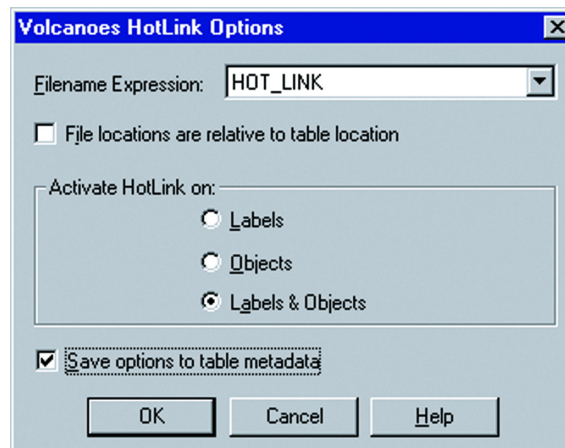 Volcanoes HotLink Options
Filename Expression: HOT_LINK
File locations are relative to table location
Activate HotLink on:
Labels
Objects
Labels & Objects
Save options to table metadata
OK Cancel Help